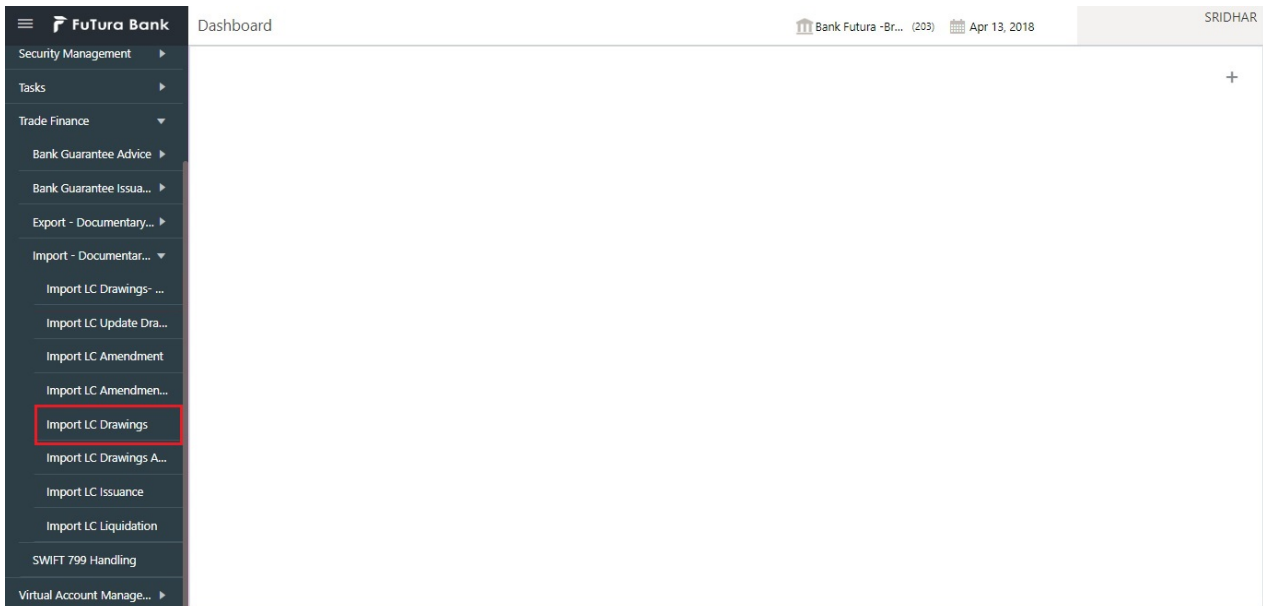 FuTura Bank
Dashboard
Bank Futura -Br... (203)
Apr 13, 2018
SRIDHAR
Security Management
Tasks
Trade Finance
Bank Guarantee Advice
Bank Guarantee Issua...
Export - Documentary...
Import - Documentar...
Import LC Drawings- ...
Import LC Update Dra...
Import LC Amendment
Import LC Amendmen...
Import LC Drawings
Import LC Drawings A...
Import LC Issuance
Import LC Liquidation
SWIFT 799 Handling
Virtual Account Manage...